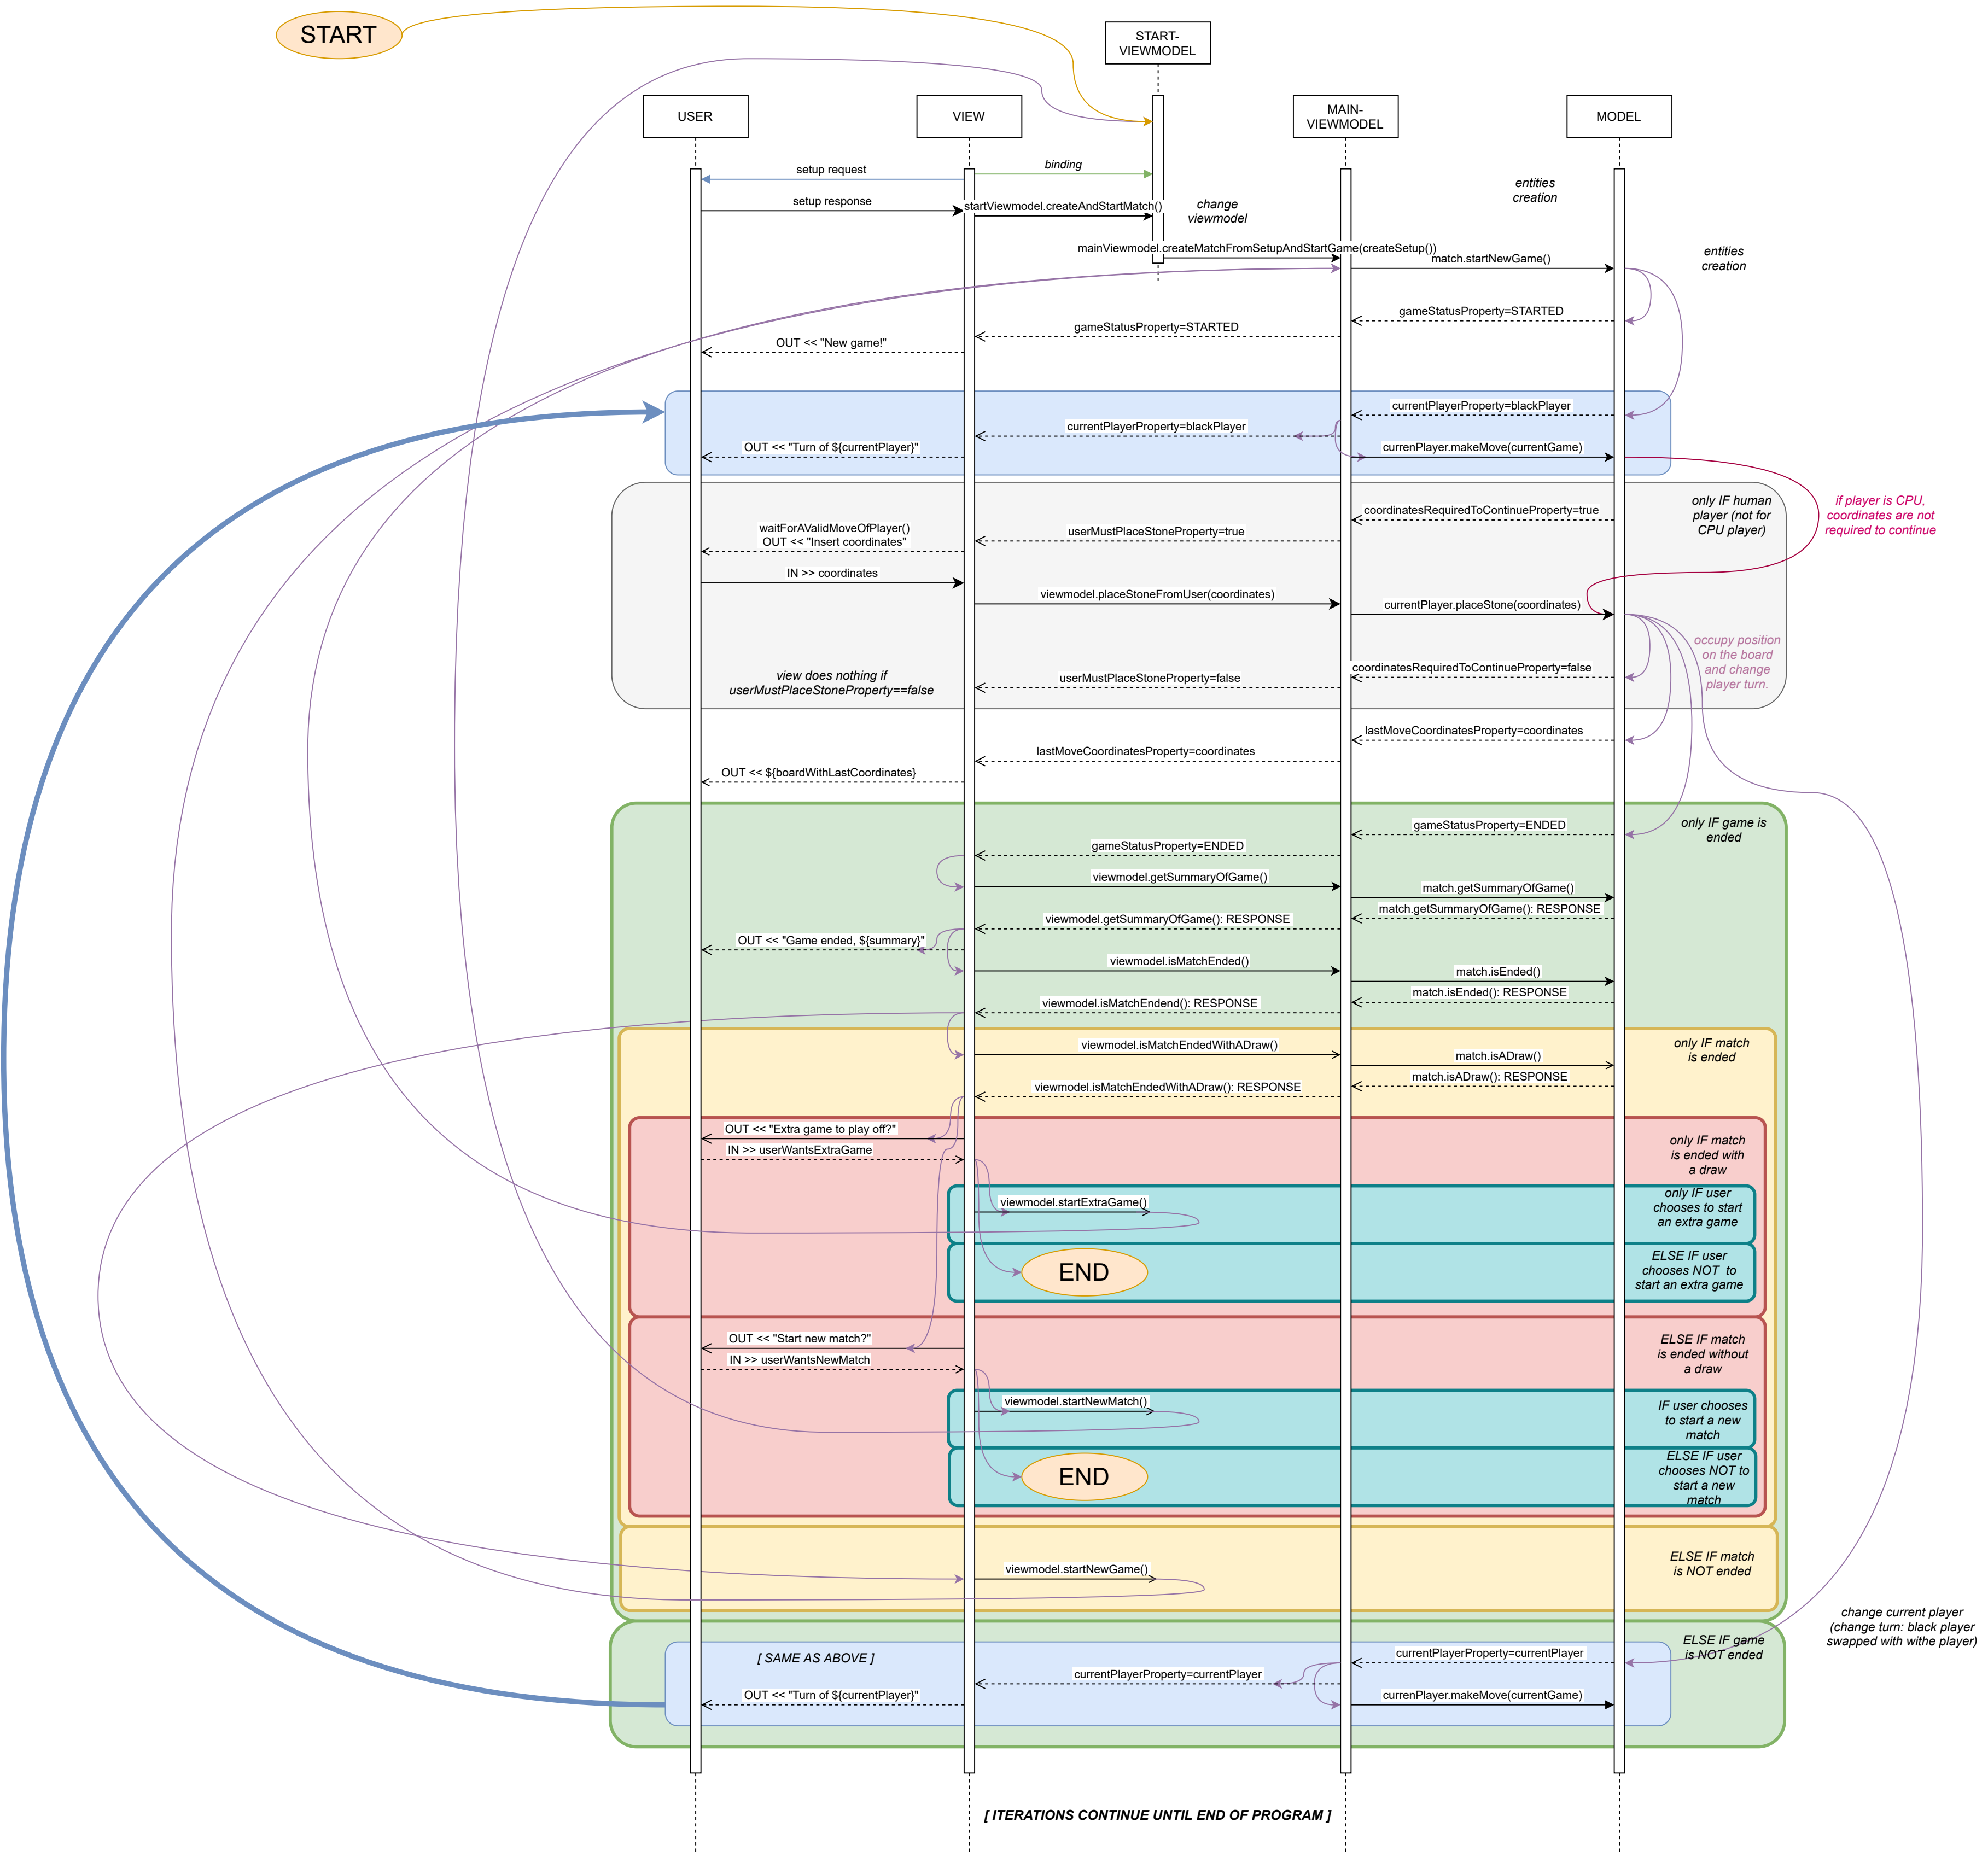 START
START-
VIEWMODEL
USER
VIEW
MAIN-
VIEWMODEL
MODEL
setup request
binding
entities
creation
setup response
startViewmodel.createAndStartMatch()
change
viewmodel
mainViewmodel.createMatchFromSetupAndStartGame(createSetup())
match.startNewGame()
entities
creation
gameStatusProperty=STARTED
gameStatusProperty=STARTED
OUT << "New game!"
currentPlayerProperty=blackPlayer
currentPlayerProperty=blackPlayer
OUT << "Turn of ${currentPlayer}"
currenPlayer.makeMove(currentGame)
only IF human
player (not for
CPU player)
if player is CPU,
coordinates are not
required to continue
coordinatesRequiredToContinueProperty=true
waitForAValidMoveOfPlayer()
OUT << "Insert coordinates"
userMustPlaceStoneProperty=true
IN >> coordinates
viewmodel.placeStoneFromUser(coordinates)
currentPlayer.placeStone(coordinates)
occupy position
on the board
and change
player turn.
view does nothing if
userMustPlaceStoneProperty==false
userMustPlaceStoneProperty=false
coordinatesRequiredToContinueProperty=false
lastMoveCoordinatesProperty=coordinates
lastMoveCoordinatesProperty=coordinates
OUT << ${boardWithLastCoordinates}
only IF game is
ended
gameStatusProperty=ENDED
gameStatusProperty=ENDED
viewmodel.getSummaryOfGame()
match.getSummaryOfGame()
match.getSummaryOfGame(): RESPONSE
viewmodel.getSummaryOfGame(): RESPONSE
OUT << "Game ended, ${summary}"
viewmodel.isMatchEnded()
match.isEnded()
match.isEnded(): RESPONSE
viewmodel.isMatchEndend(): RESPONSE
only IF match
is ended
viewmodel.isMatchEndedWithADraw()
match.isADraw()
match.isADraw(): RESPONSE
viewmodel.isMatchEndedWithADraw(): RESPONSE
OUT << "Extra game to play off?"
IN >> userWantsExtraGame
only IF match
is ended with
a draw
viewmodel.startExtraGame()
only IF user
chooses to start
an extra game
END
ELSE IF user
chooses NOT to
start an extra game
OUT << "Start new match?"
IN >> userWantsNewMatch
ELSE IF match
is ended without
a draw
viewmodel.startNewMatch()
IF user chooses
to start a new
match
END
ELSE IF user
chooses NOT to
start a new
match
viewmodel.startNewGame()
ELSE IF match
is NOT ended
change current player
(change turn: black player
swapped with withe player)
[ SAME AS ABOVE ]
ELSE IF game
is NOT ended
currentPlayerProperty=currentPlayer
currentPlayerProperty=currentPlayer
OUT << "Turn of ${currentPlayer}"
currenPlayer.makeMove(currentGame)
[ ITERATIONS CONTINUE UNTIL END OF PROGRAM ]